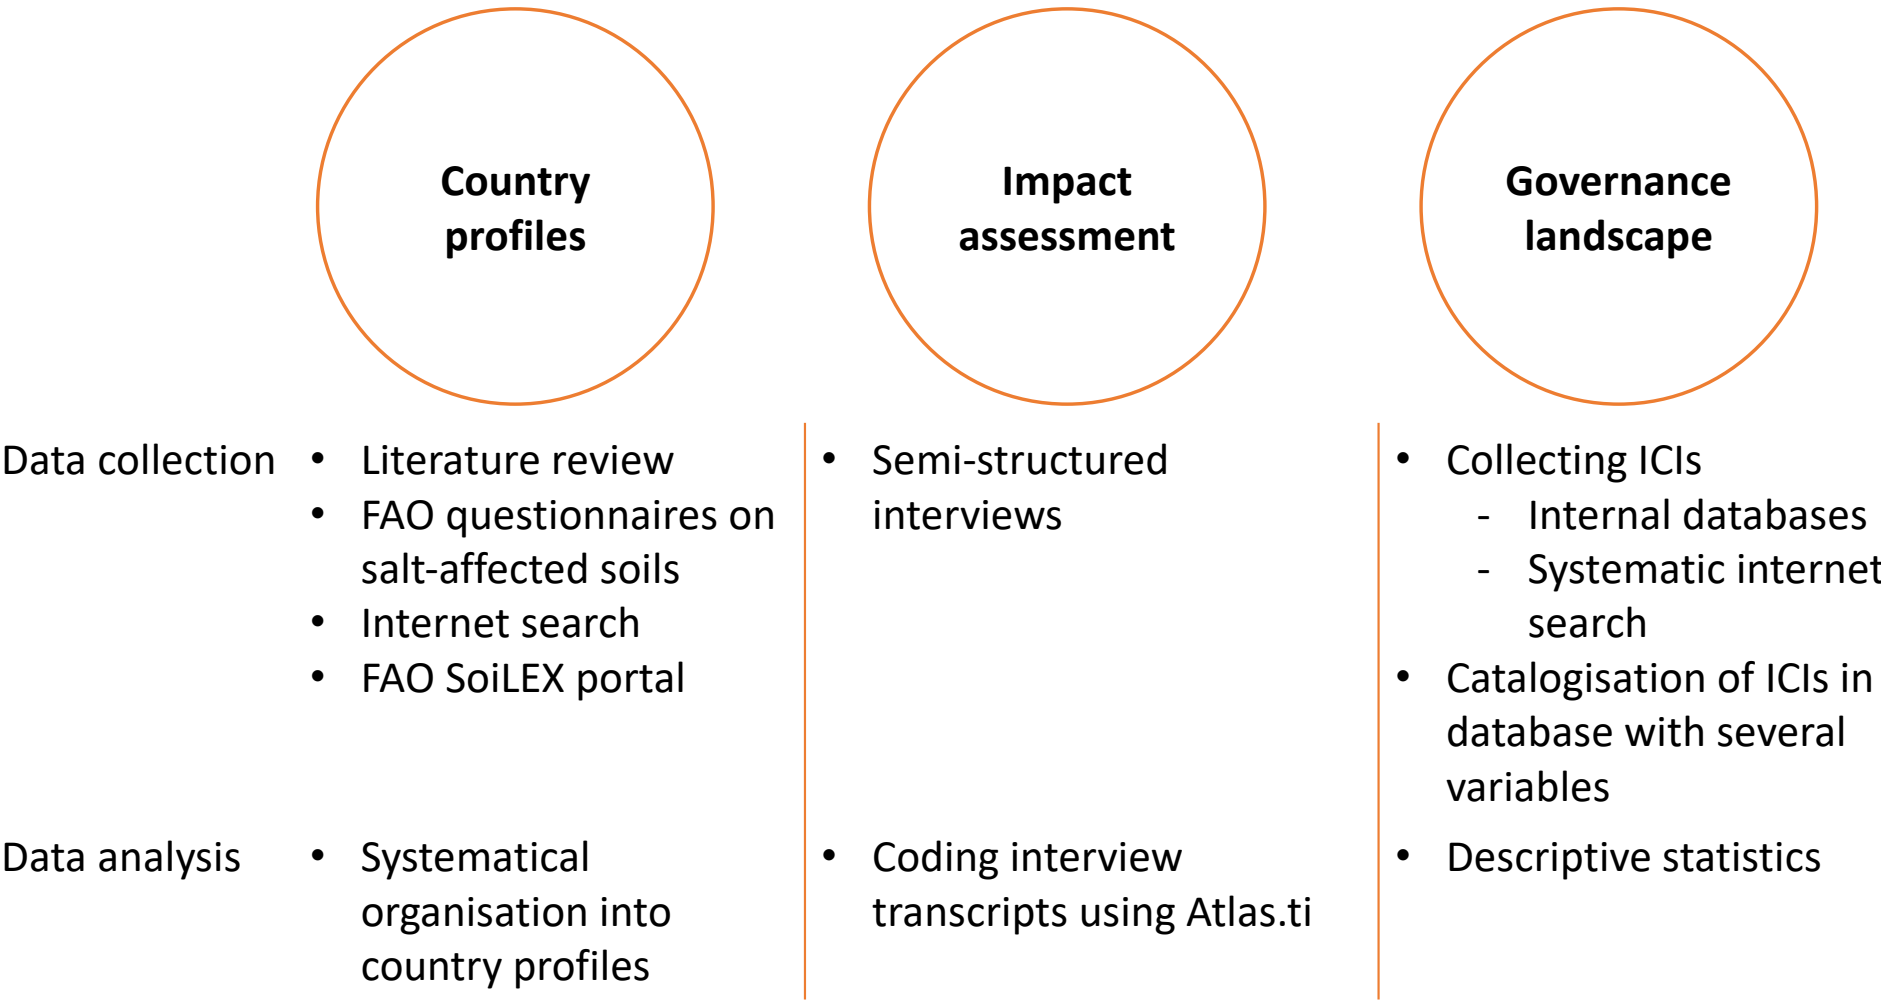 Country
profiles
Impact
assessment
Governance
landscape
Data collection
• Literature review
• FAO questionnaires on
salt-affected soils
• Internet search
• FAO SoiLEX portal
• Semi-structured
interviews
• Collecting ICIs
- Internal databases
- Systematic internet
search
• Catalogisation of ICIs in
database with several
variables
Data analysis
• Systematical
organisation into
country profiles
• Coding interview
transcripts using Atlas.ti
• Descriptive statistics